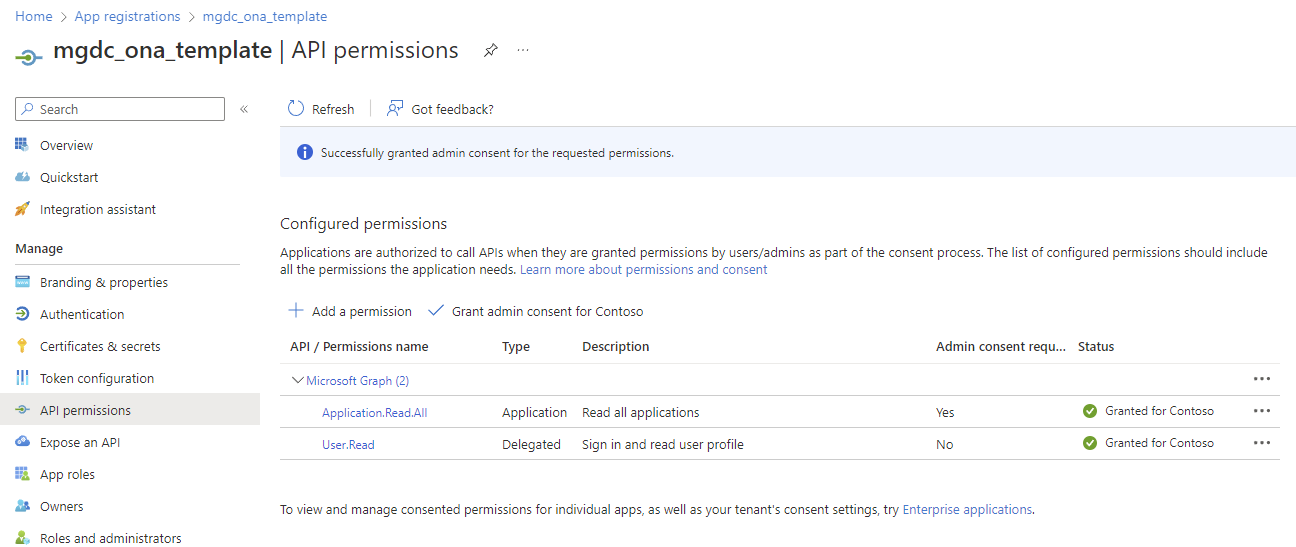 Home > App registrations > mgdc_ona_template
mgdc_ona_template | API permissions ...
Search «
Overview
Quickstart
Integration assistant
Manage
Branding & properties
Authentication
Certificates & secrets
Token configuration
API permissions
Expose an API
App roles
Owners
Roles and administrators
Refresh | Got feedback?
Successfully granted admin consent for the requested permissions.
Configured permissions
Applications are authorized to call APIs when they are granted permissions by users/admins as part of the consent process. The list of configured permissions should include
all the permissions the application needs. Learn more about permissions and consent
Add a permission Grant admin consent for Contoso
API / Permissions name Type Description Admin consent requ... Status
Microsoft Graph (2) ...
Application.Read.All Application Read all applications Yes Granted for Contoso ...
User.Read Delegated Sign in and read user profile No Granted for Contoso ...
To view and manage consented permissions for individual apps, as well as your tenant's consent settings, try Enterprise applications.